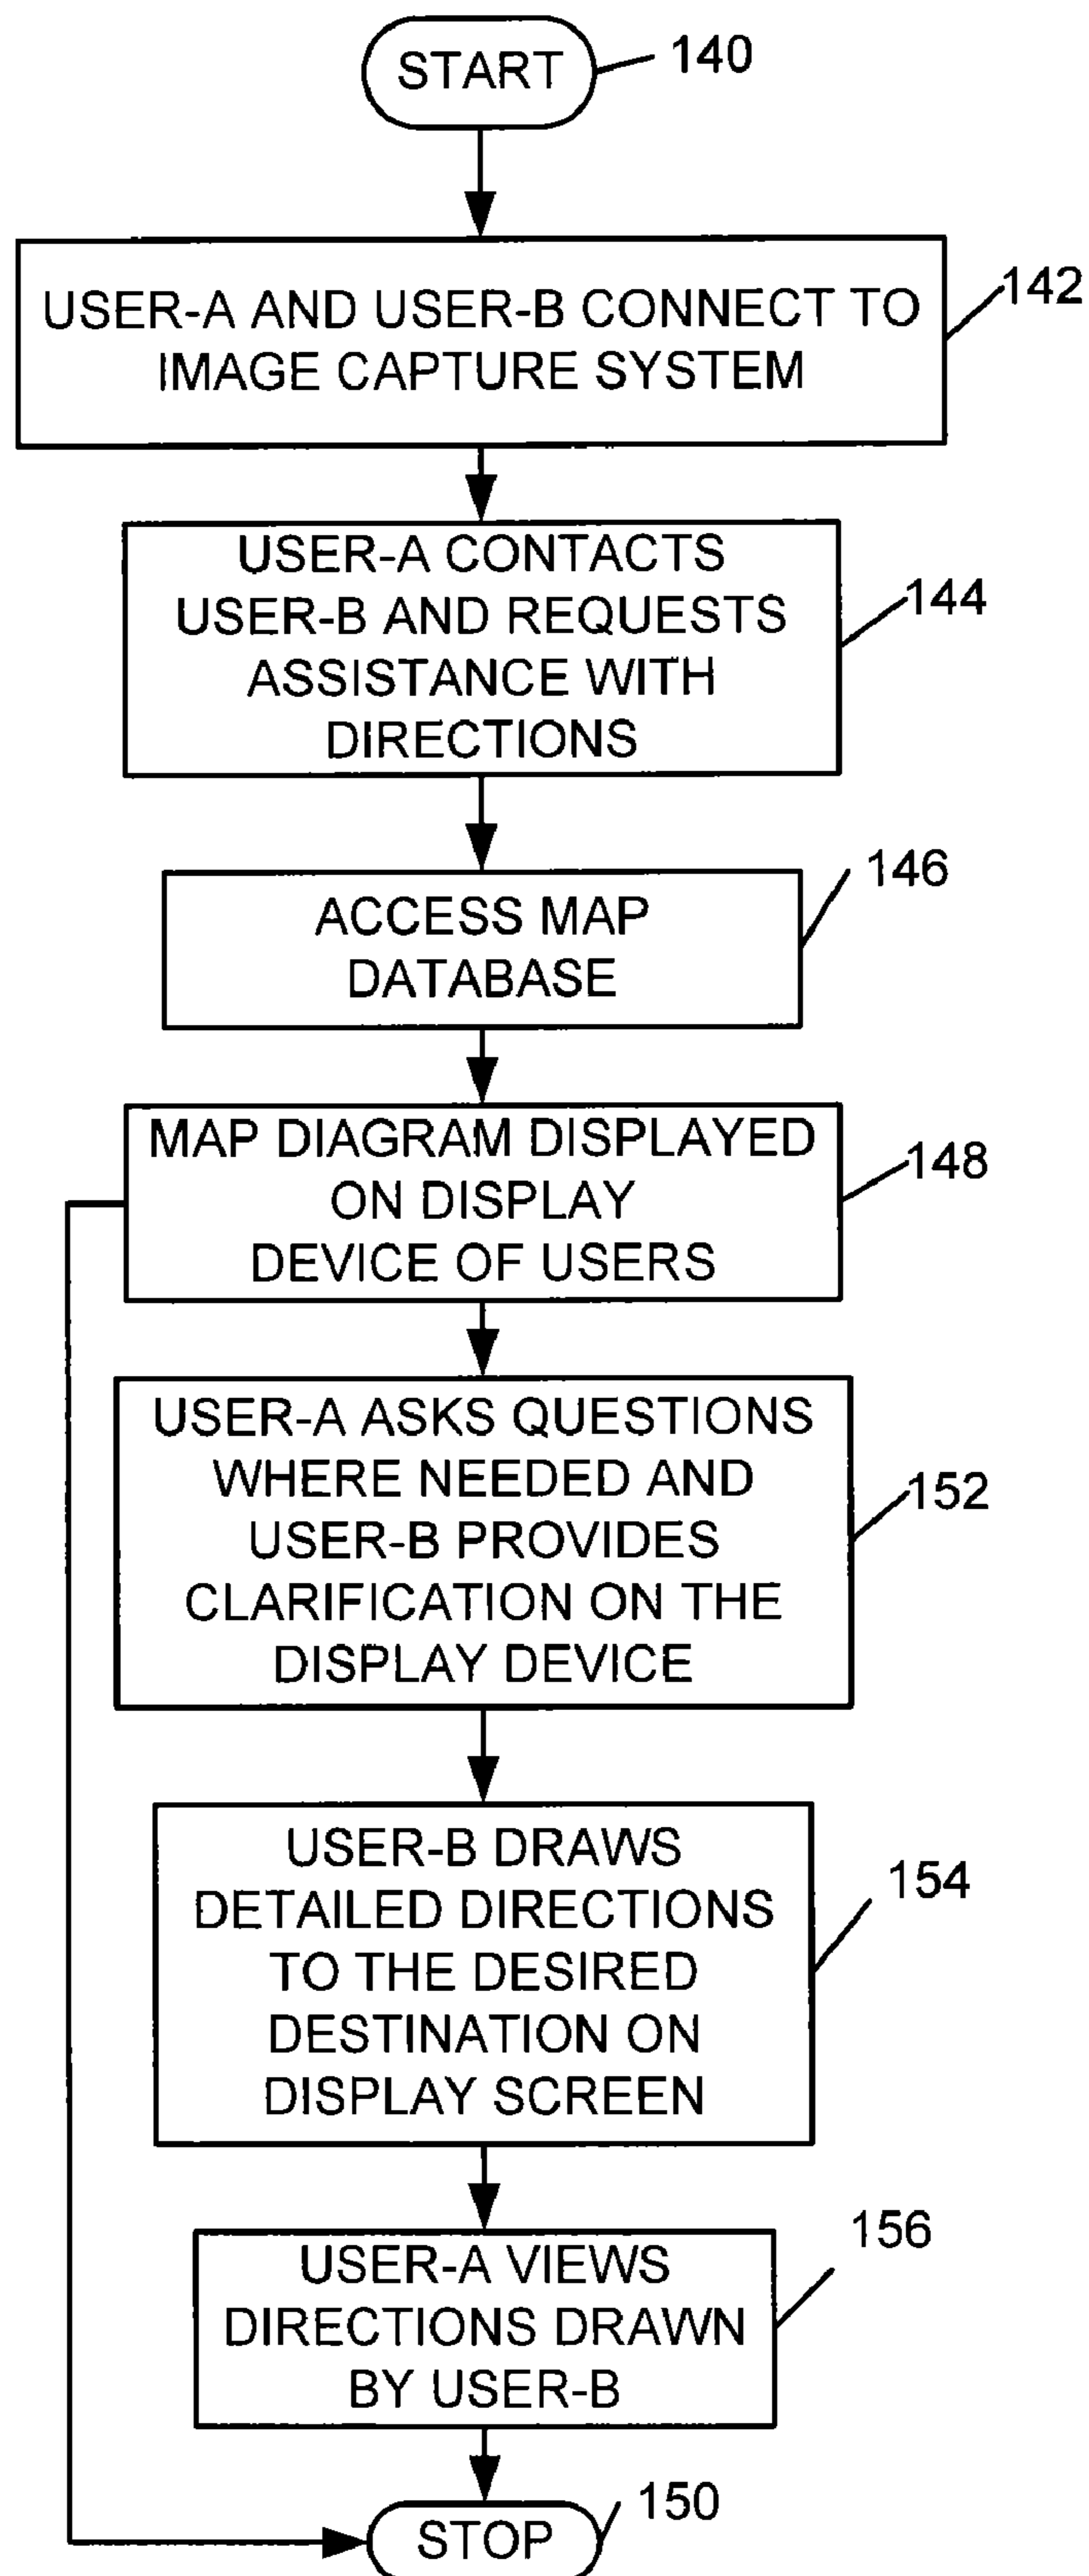 START
140
USER-A AND USER-B CONNECT TO
IMAGE CAPTURE SYSTEM
142
USER-A CONTACTS
USER-B AND REQUESTS
ASSISTANCE WITH
DIRECTIONS
144
ACCESS MAP
DATABASE
146
MAP DIAGRAM DISPLAYED
ON DISPLAY
DEVICE OF USERS
148
USER-A ASKS QUESTIONS
WHERE NEEDED AND
USER-B PROVIDES
CLARIFICATION ON THE
DISPLAY DEVICE
152
USER-B DRAWS
DETAILED DIRECTIONS
TO THE DESIRED
DESTINATION ON
DISPLAY SCREEN
154
USER-A VIEWS
DIRECTIONS DRAWN
BY USER-B
156
STOP
150